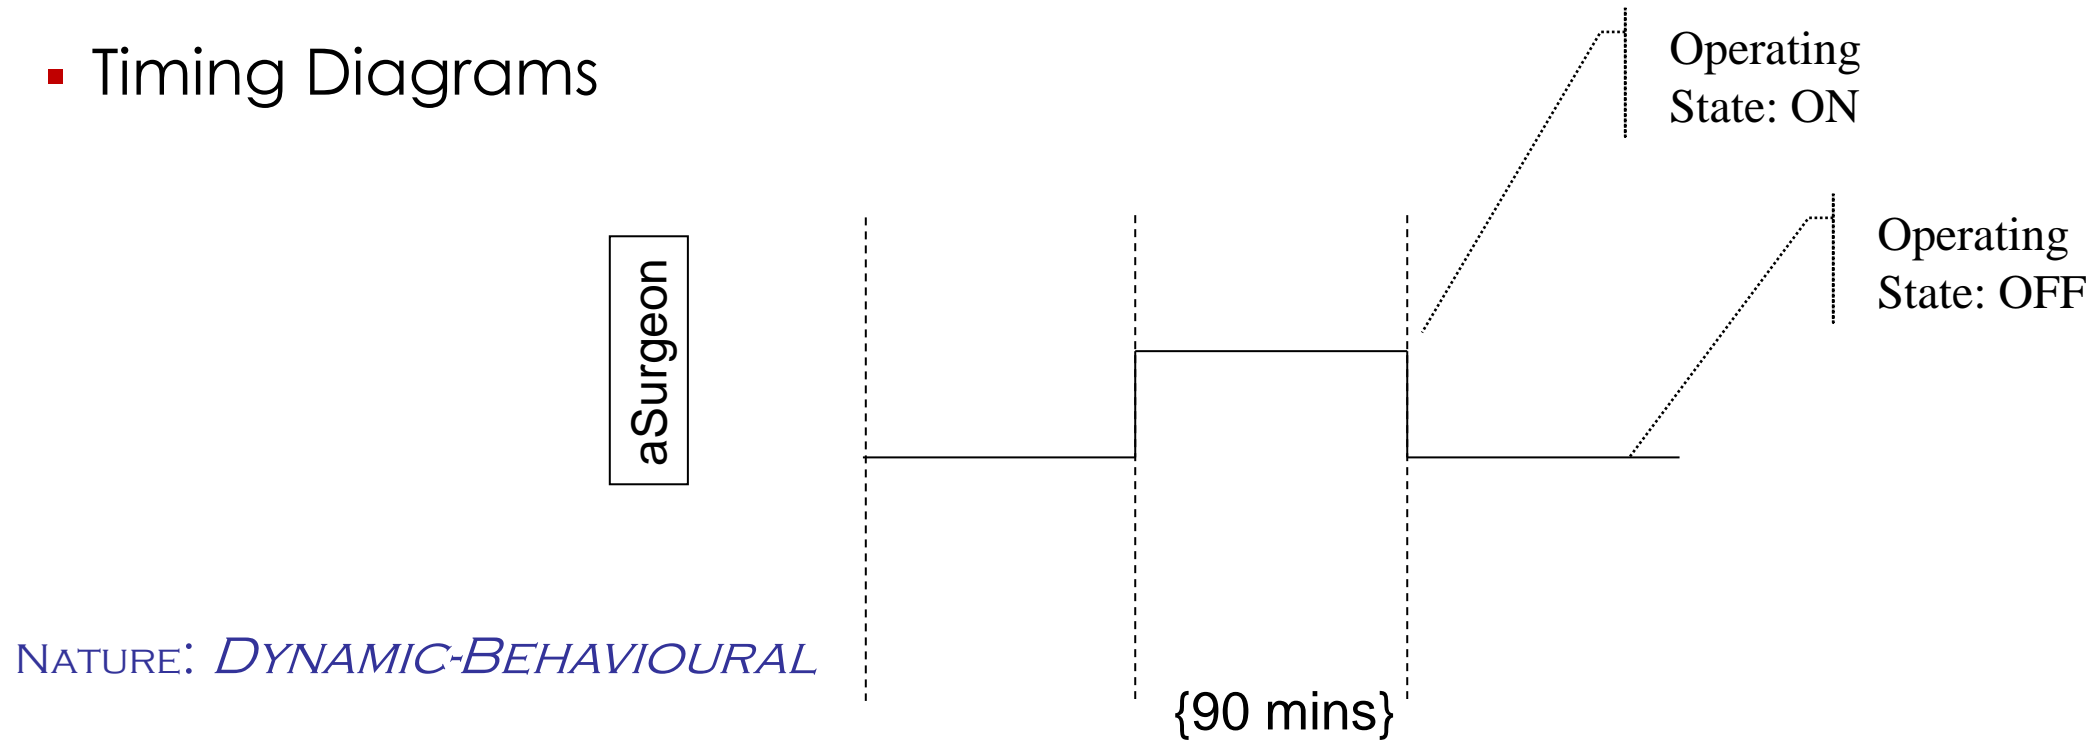 ▪ Timing Diagrams
Operating
State: ON
Operating
State: OFF
aSurgeon
NATURE: DYNAMIC-BEHAVIOURAL
{90 mins}